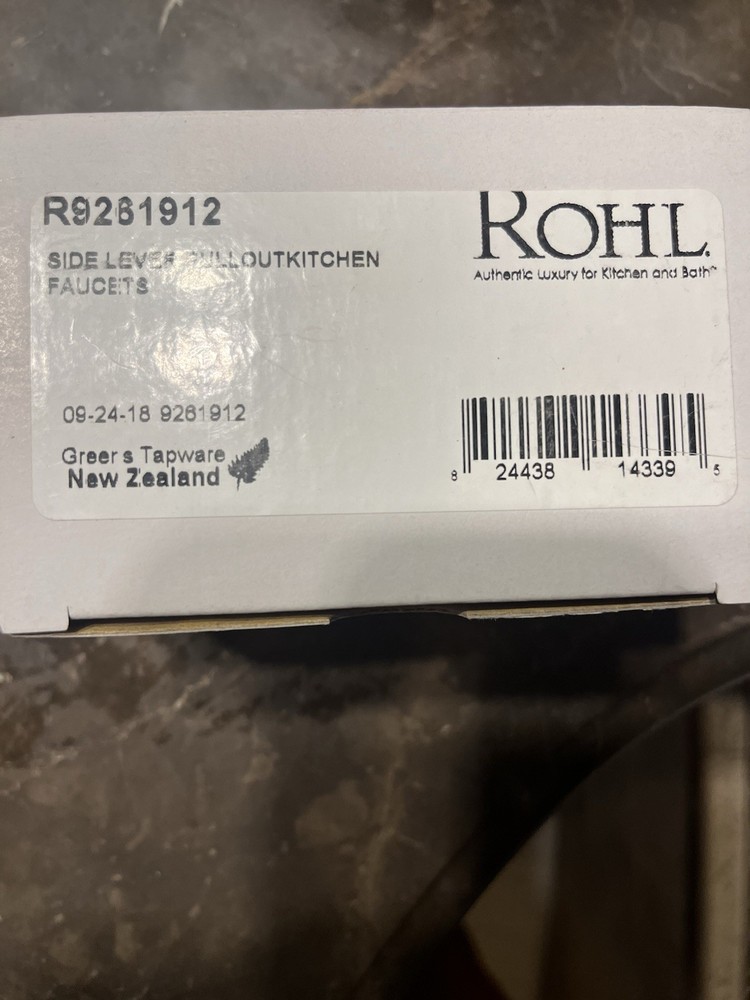 R9261912
SIDE LEVER PULLOUTKITCHEN
FAUCETS
ROHL.
Authentic Luxury for Kitchen and Bath™
09-24-18 9261912
Greer s Tapware
New Zealand
8 24438 14339 5